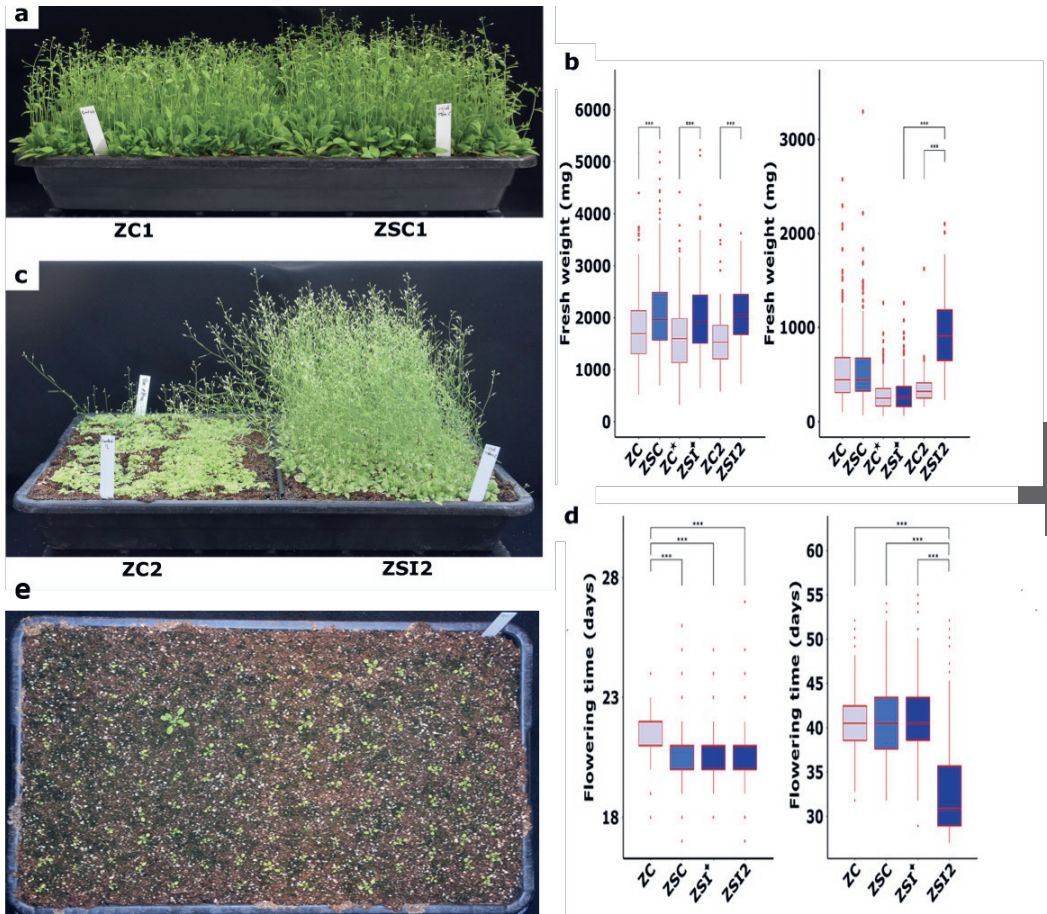 a
ZC1 ZSC1
b
Fresh weight (mg)
6000
5000
4000
3000
2000
1000
0
*** *** ***
ZC ZSC ZC* ZSI* ZC2 ZSI2
Fresh weight (mg)
3000
2000
1000
0
***
***
ZC ZSC ZC* ZSI* ZC2 ZSI2
c
ZC2 ZSI2
d
Flowering time (days)
28
23
18
***
***
***
ZC ZSC ZSI* ZSI2
Flowering time (days)
60
55
50
45
40
35
30
***
***
***
ZC ZSC ZSI* ZSI2
e